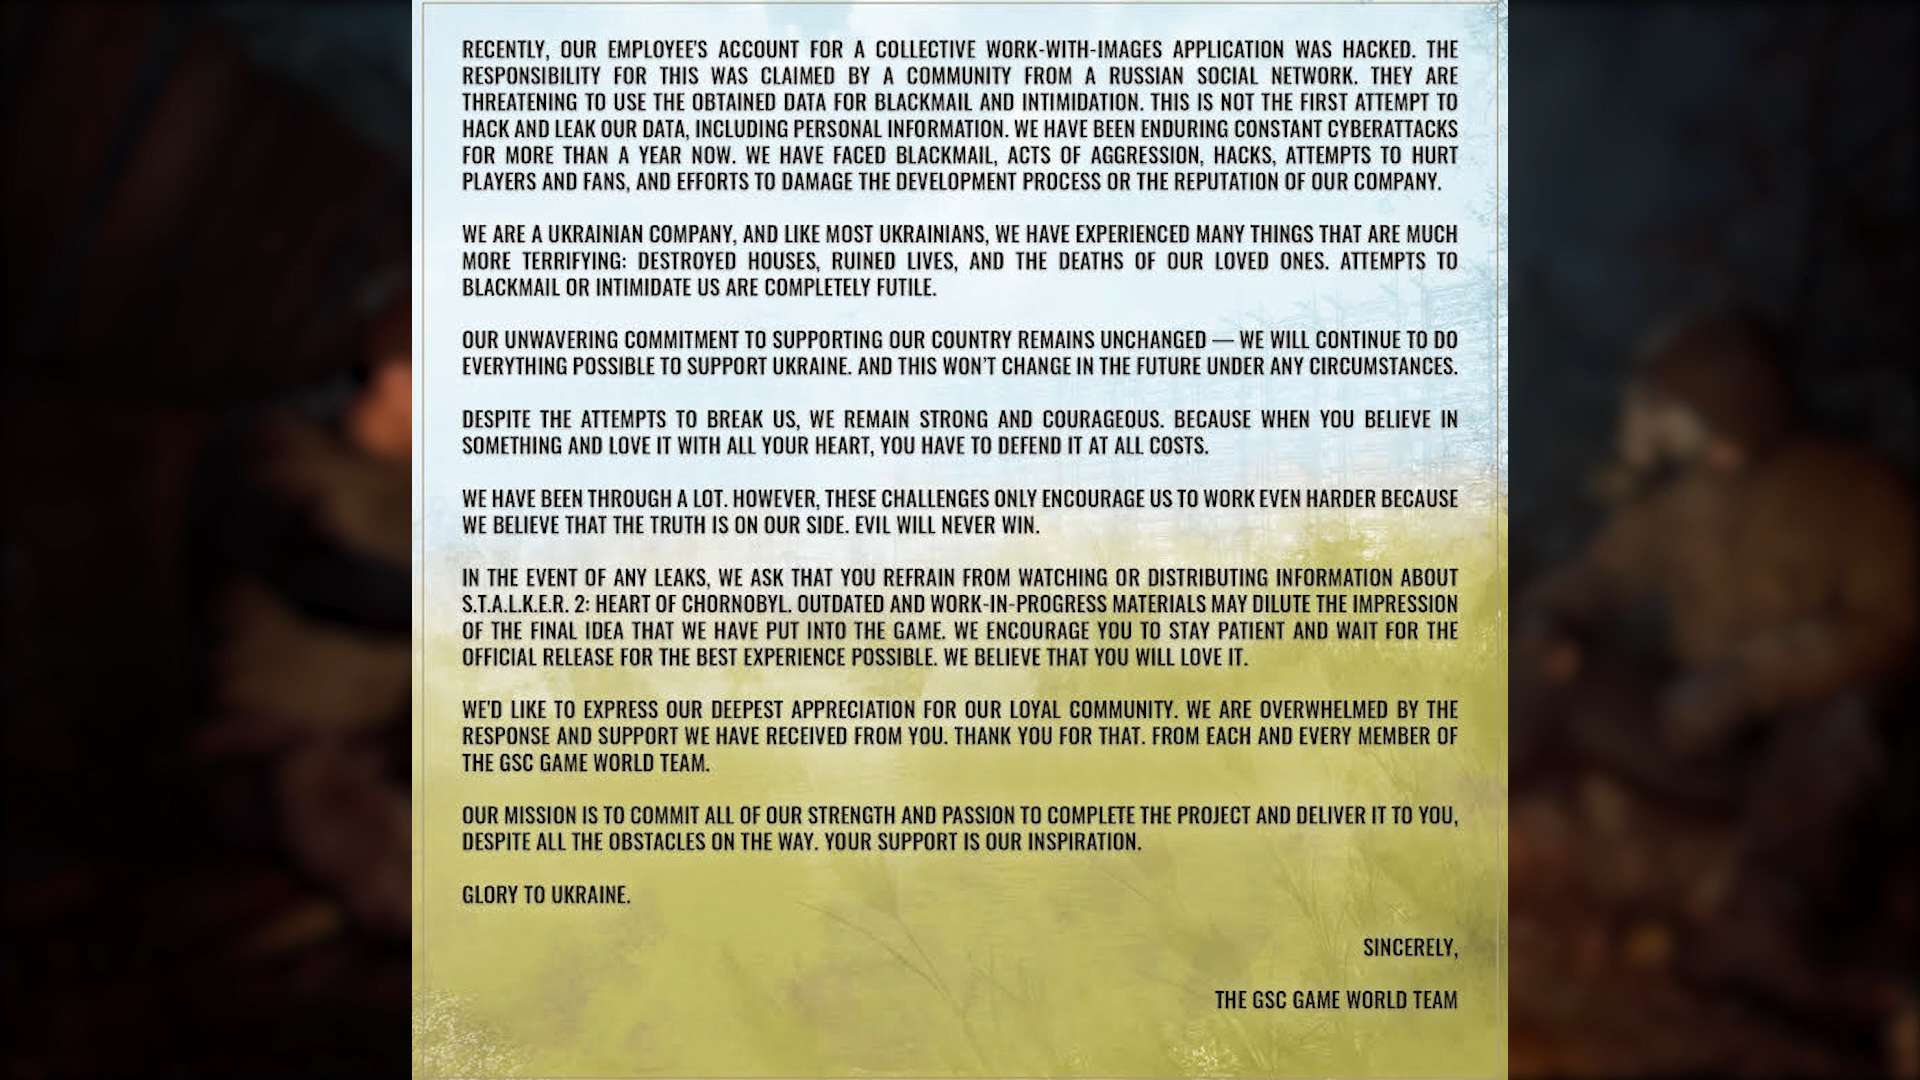 RECENTLY, OUR EMPLOYEE'S ACCOUNT FOR A COLLECTIVE WORK-WITH-IMAGES APPLICATION WAS HACKED. THE
RESPONSIBILITY FOR THIS WAS CLAIMED BY A COMMUNITY FROM A RUSSIAN SOCIAL NETWORK. THEY ARE
THREATENING TO USE THE OBTAINED DATA FOR BLACKMAIL AND INTIMIDATION. THIS IS NOT THE FIRST ATTEMPT TO
HACK AND LEAK OUR DATA, INCLUDING PERSONAL INFORMATION. WE HAVE BEEN ENDURING CONSTANT CYBERATTACKS
FOR MORE THAN A YEAR NOW. WE HAVE FACED BLACKMAIL, ACTS OF AGGRESSION, HACKS, ATTEMPTS TO HURT
PLAYERS AND FANS, AND EFFORTS TO DAMAGE THE DEVELOPMENT PROCESS OR THE REPUTATION OF OUR COMPANY.
WE ARE A UKRAINIAN COMPANY, AND LIKE MOST UKRAINIANS, WE HAVE EXPERIENCED MANY THINGS THAT ARE MUCH
MORE TERRIFYING: DESTROYED HOUSES, RUINED LIVES, AND THE DEATHS OF OUR LOVED ONES. ATTEMPTS TO
BLACKMAIL OR INTIMIDATE US ARE COMPLETELY FUTILE.
OUR UNWAVERING COMMITMENT TO SUPPORTING OUR COUNTRY REMAINS UNCHANGED — WE WILL CONTINUE TO DO
EVERYTHING POSSIBLE TO SUPPORT UKRAINE. AND THIS WON'T CHANGE IN THE FUTURE UNDER ANY CIRCUMSTANCES.
DESPITE THE ATTEMPTS TO BREAK US, WE REMAIN STRONG AND COURAGEOUS. BECAUSE WHEN YOU BELIEVE IN
SOMETHING AND LOVE IT WITH ALL YOUR HEART, YOU HAVE TO DEFEND IT AT ALL COSTS.
WE HAVE BEEN THROUGH A LOT. HOWEVER, THESE CHALLENGES ONLY ENCOURAGE US TO WORK EVEN HARDER BECAUSE
WE BELIEVE THAT THE TRUTH IS ON OUR SIDE. EVIL WILL NEVER WIN.
IN THE EVENT OF ANY LEAKS, WE ASK THAT YOU REFRAIN FROM WATCHING OR DISTRIBUTING INFORMATION ABOUT
S.T.A.L.K.E.R. 2: HEART OF CHORNOBYL. OUTDATED AND WORK-IN-PROGRESS MATERIALS MAY DILUTE THE IMPRESSION
OF THE FINAL IDEA THAT WE HAVE PUT INTO THE GAME. WE ENCOURAGE YOU TO STAY PATIENT AND WAIT FOR THE
OFFICIAL RELEASE FOR THE BEST EXPERIENCE POSSIBLE. WE BELIEVE THAT YOU WILL LOVE IT.
WE'D LIKE TO EXPRESS OUR DEEPEST APPRECIATION FOR OUR LOYAL COMMUNITY. WE ARE OVERWHELMED BY THE
RESPONSE AND SUPPORT WE HAVE RECEIVED FROM YOU. THANK YOU FOR THAT. FROM EACH AND EVERY MEMBER OF
THE GSC GAME WORLD TEAM.
OUR MISSION IS TO COMMIT ALL OF OUR STRENGTH AND PASSION TO COMPLETE THE PROJECT AND DELIVER IT TO YOU,
DESPITE ALL THE OBSTACLES ON THE WAY. YOUR SUPPORT IS OUR INSPIRATION.
GLORY TO UKRAINE.
SINCERELY,
THE GSC GAME WORLD TEAM